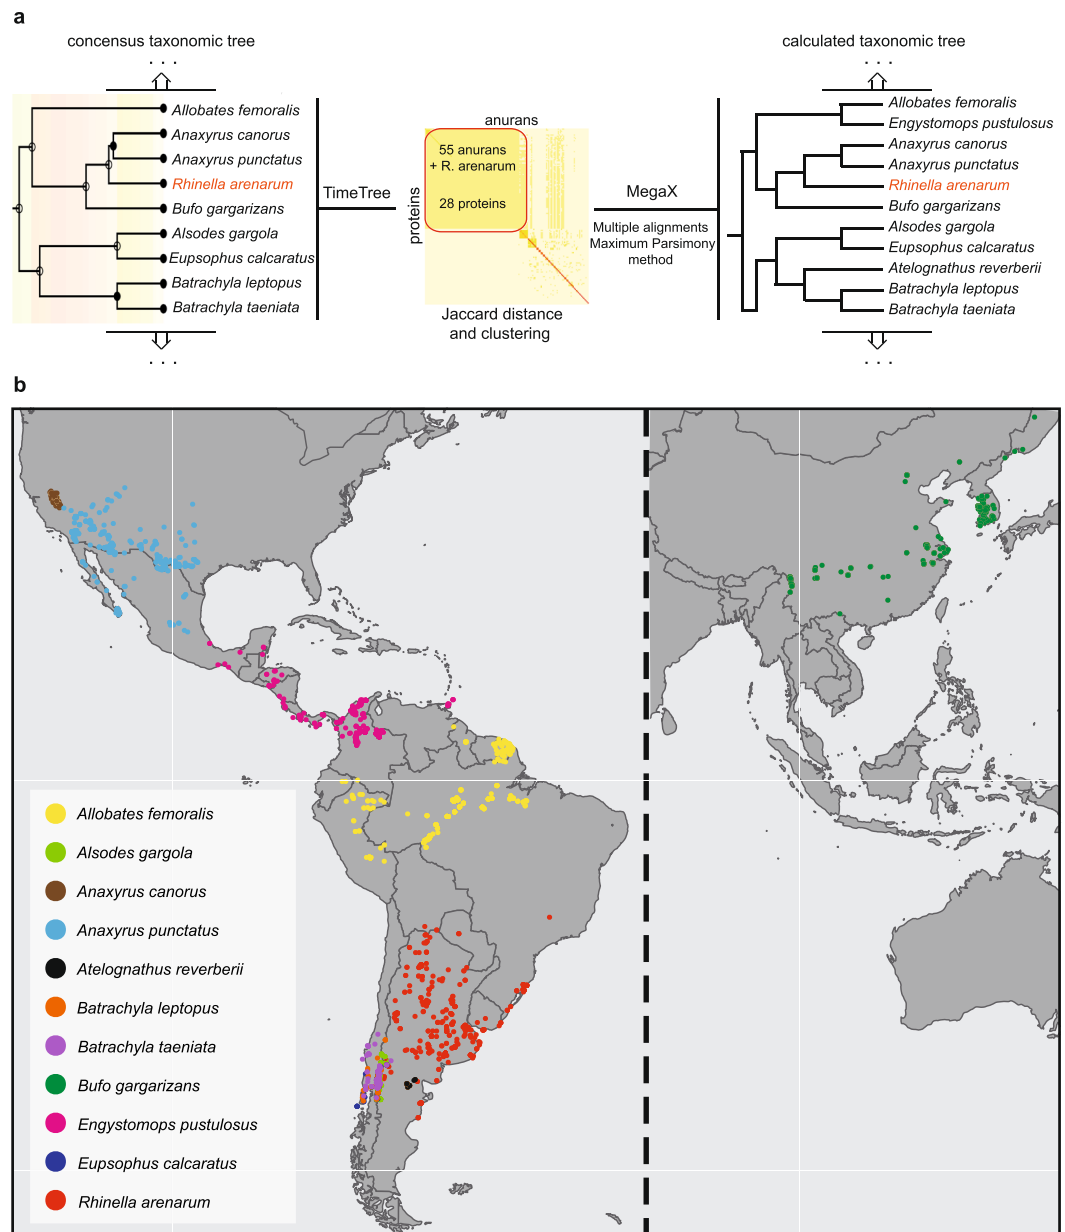 a
concensus taxonomic tree
. . .
Allobates femoralis
Anaxyrus canorus
Anaxyrus punctatus
Rhinella arenarum
Bufo gargarizans
Alsodes gargola
Eupsophus calcaratus
Batrachyla leptopus
Batrachyla taeniata
. . .
TimeTree
anurans
proteins
55 anurans
+ R. arenarum
28 proteins
Jaccard distance
and clustering
MegaX
Multiple alignments
Maximum Parsimony
method
calculated taxonomic tree
. . .
Allobates femoralis
Engystomops pustulosus
Anaxyrus canorus
Anaxyrus punctatus
Rhinella arenarum
Bufo gargarizans
Alsodes gargola
Eupsophus calcaratus
Atelognathus reverberii
Batrachyla leptopus
Batrachyla taeniata
. . .
b
Allobates femoralis
Alsodes gargola
Anaxyrus canorus
Anaxyrus punctatus
Atelognathus reverberii
Batrachyla leptopus
Batrachyla taeniata
Bufo gargarizans
Engystomops pustulosus
Eupsophus calcaratus
Rhinella arenarum